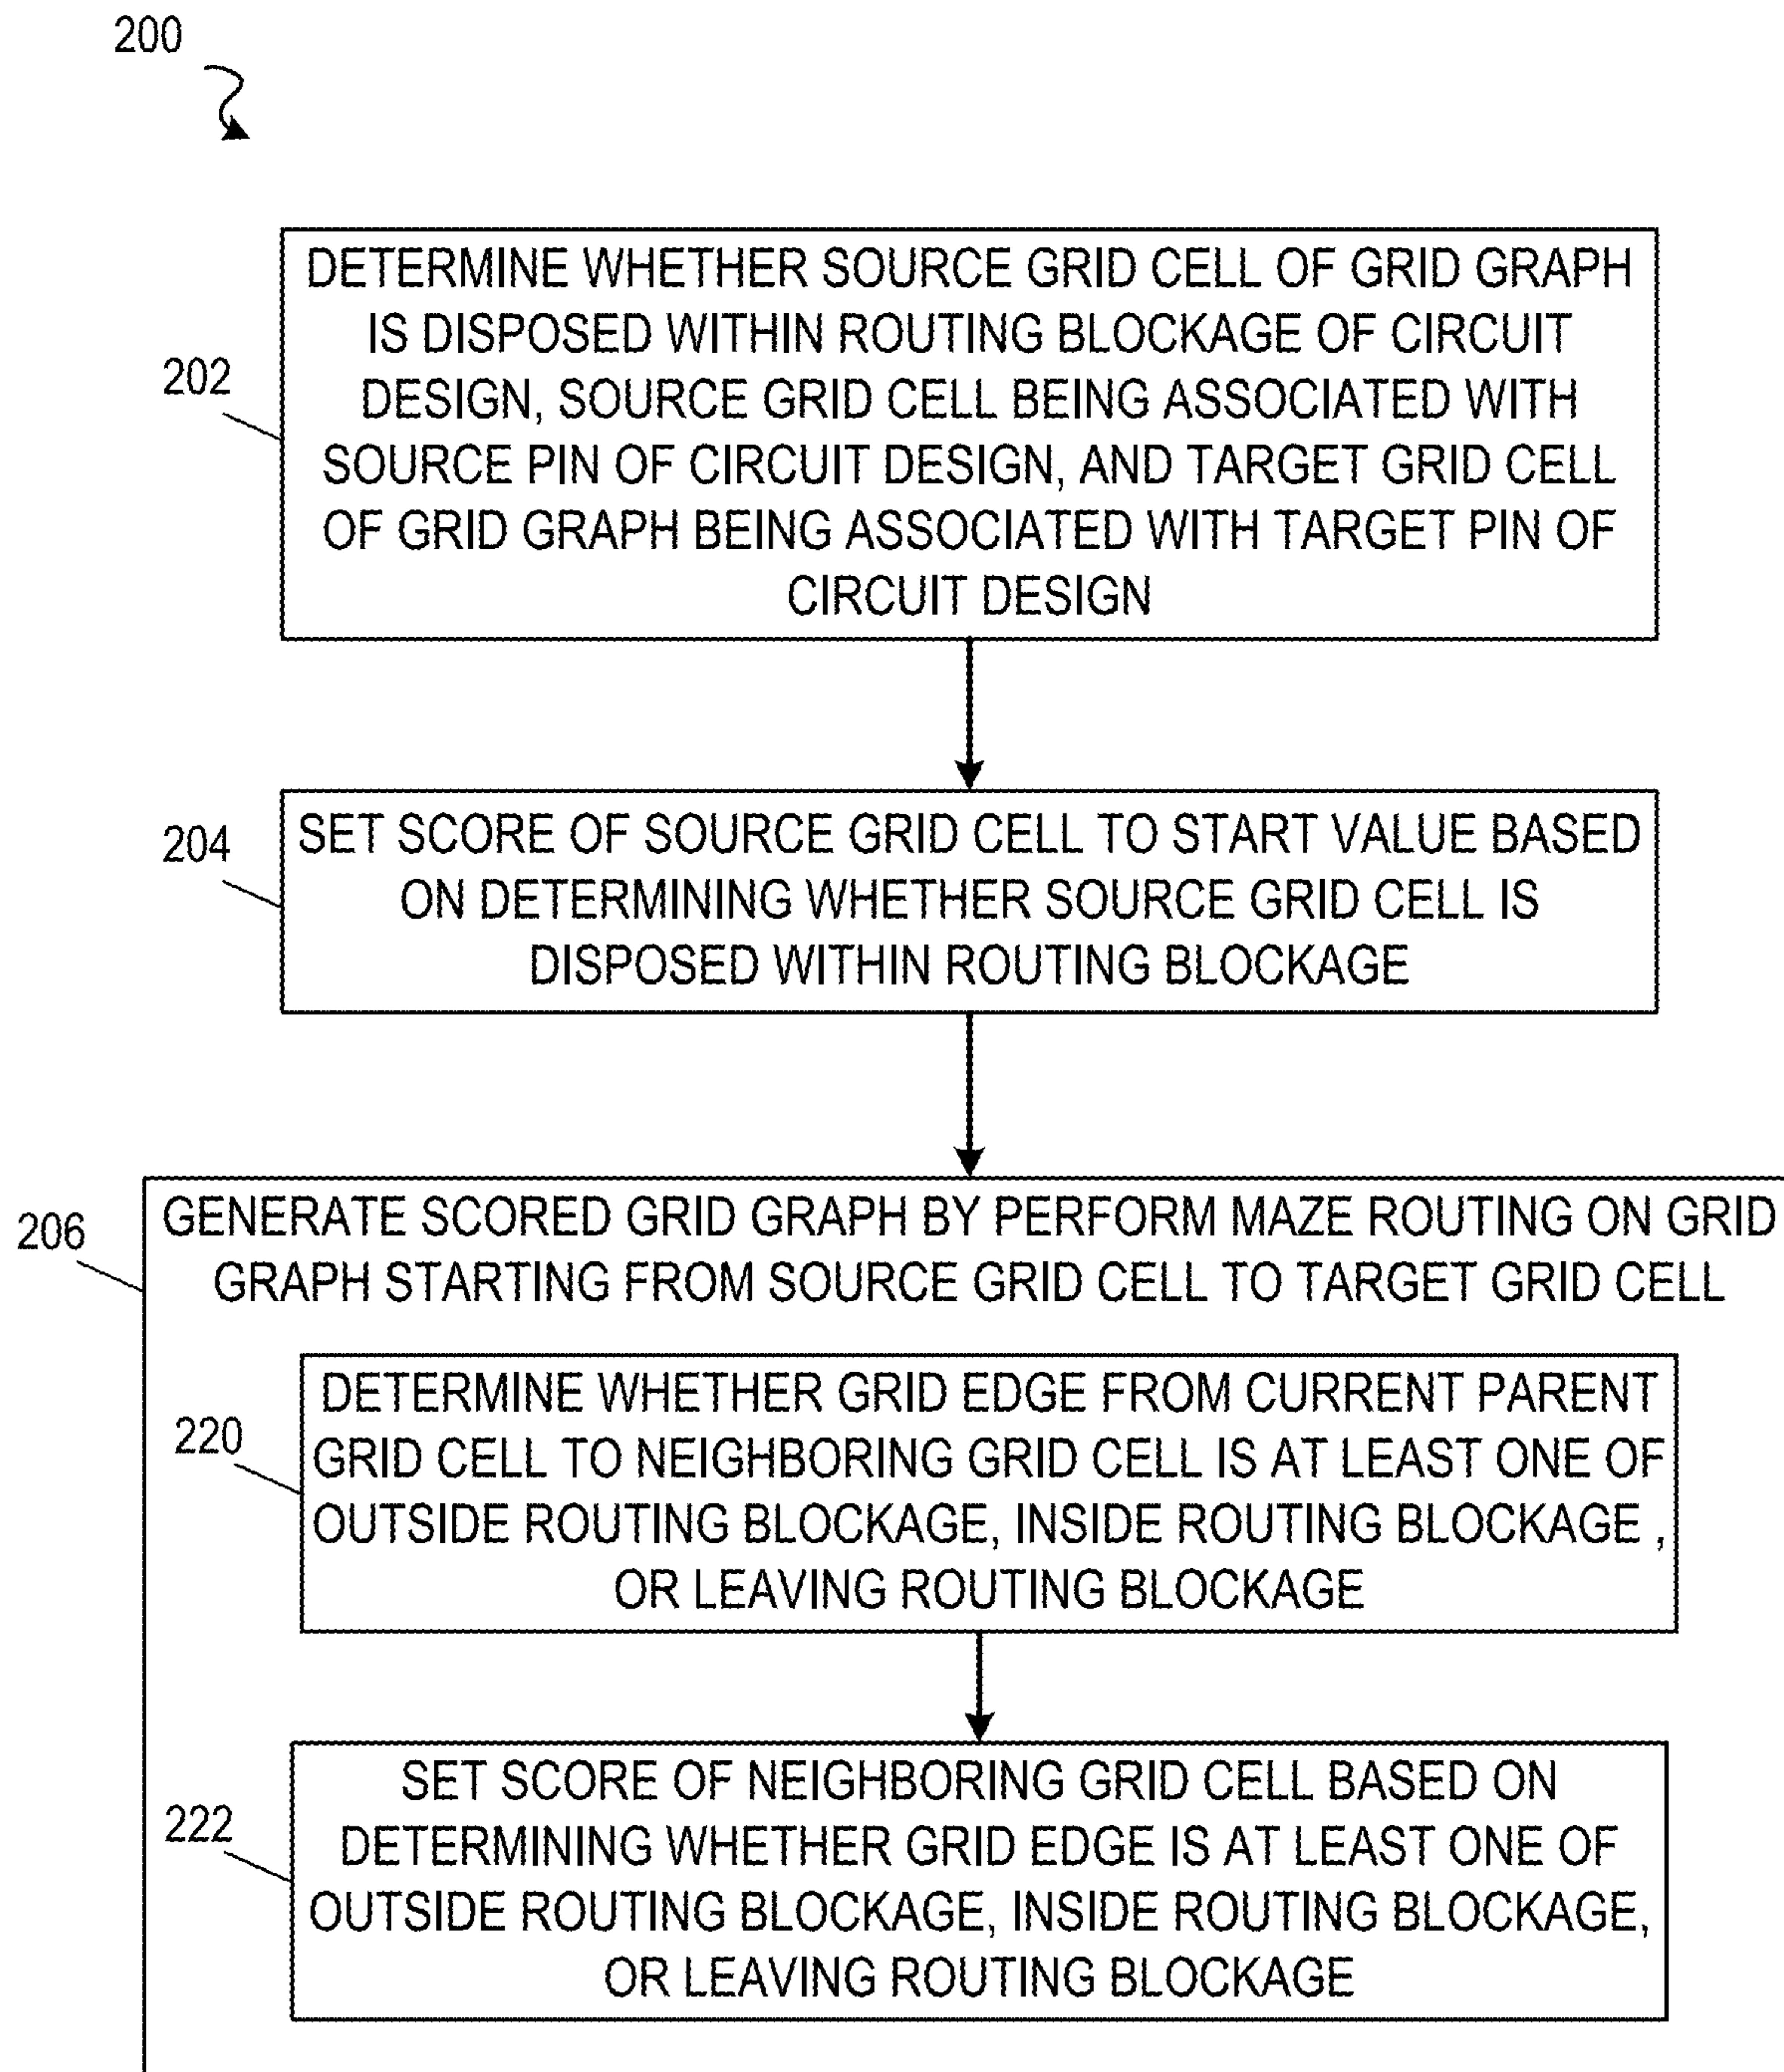 200
DETERMINE WHETHER SOURCE GRID CELL OF GRID GRAPH
IS DISPOSED WITHIN ROUTING BLOCKAGE OF CIRCUIT
202
DESIGN, SOURCE GRID CELL BEING ASSOCIATED WITH
SOURCE PIN OF CIRCUIT DESIGN, AND TARGET GRID CELL
OF GRID GRAPH BEING ASSOCIATED WITH TARGET PIN OF
CIRCUIT DESIGN
204
SET SCORE OF SOURCE GRID CELL TO START VALUE BASED
ON DETERMINING WHETHER SOURCE GRID CELL IS
DISPOSED WITHIN ROUTING BLOCKAGE
206
GENERATE SCORED GRID GRAPH BY PERFORM MAZE ROUTING ON GRID
GRAPH STARTING FROM SOURCE GRID CELL TO TARGET GRID CELL
220
DETERMINE WHETHER GRID EDGE FROM CURRENT PARENT
GRID CELL TO NEIGHBORING GRID CELL IS AT LEAST ONE OF
OUTSIDE ROUTING BLOCKAGE, INSIDE ROUTING BLOCKAGE ,
OR LEAVING ROUTING BLOCKAGE
222
SET SCORE OF NEIGHBORING GRID CELL BASED ON
DETERMINING WHETHER GRID EDGE IS AT LEAST ONE OF
OUTSIDE ROUTING BLOCKAGE, INSIDE ROUTING BLOCKAGE,
OR LEAVING ROUTING BLOCKAGE